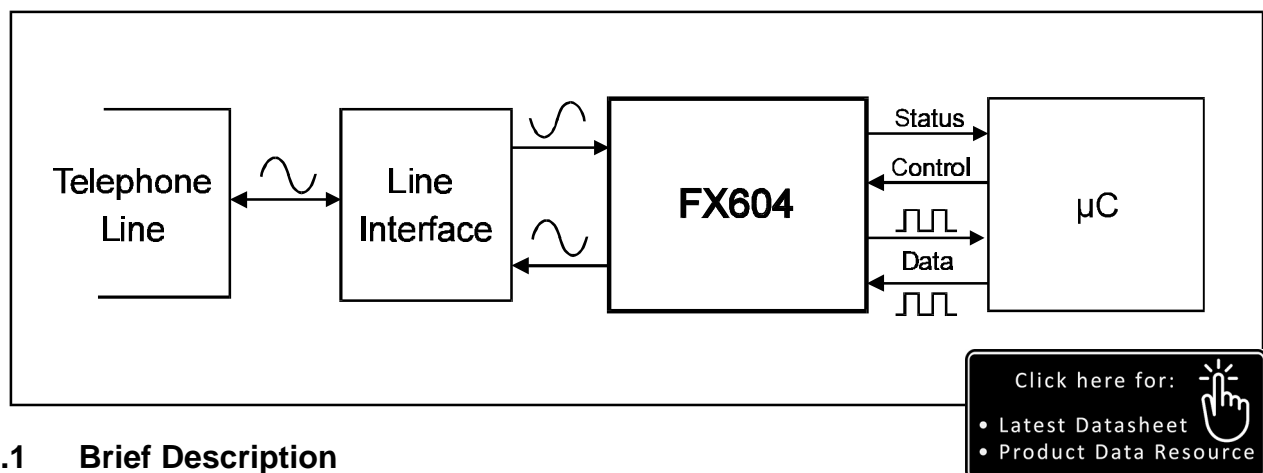 Telephone
Line
Line
Interface
FX604
Status
Control
Data
µC
Click here for:
• Latest Datasheet
• Product Data Resource
.1 Brief Description